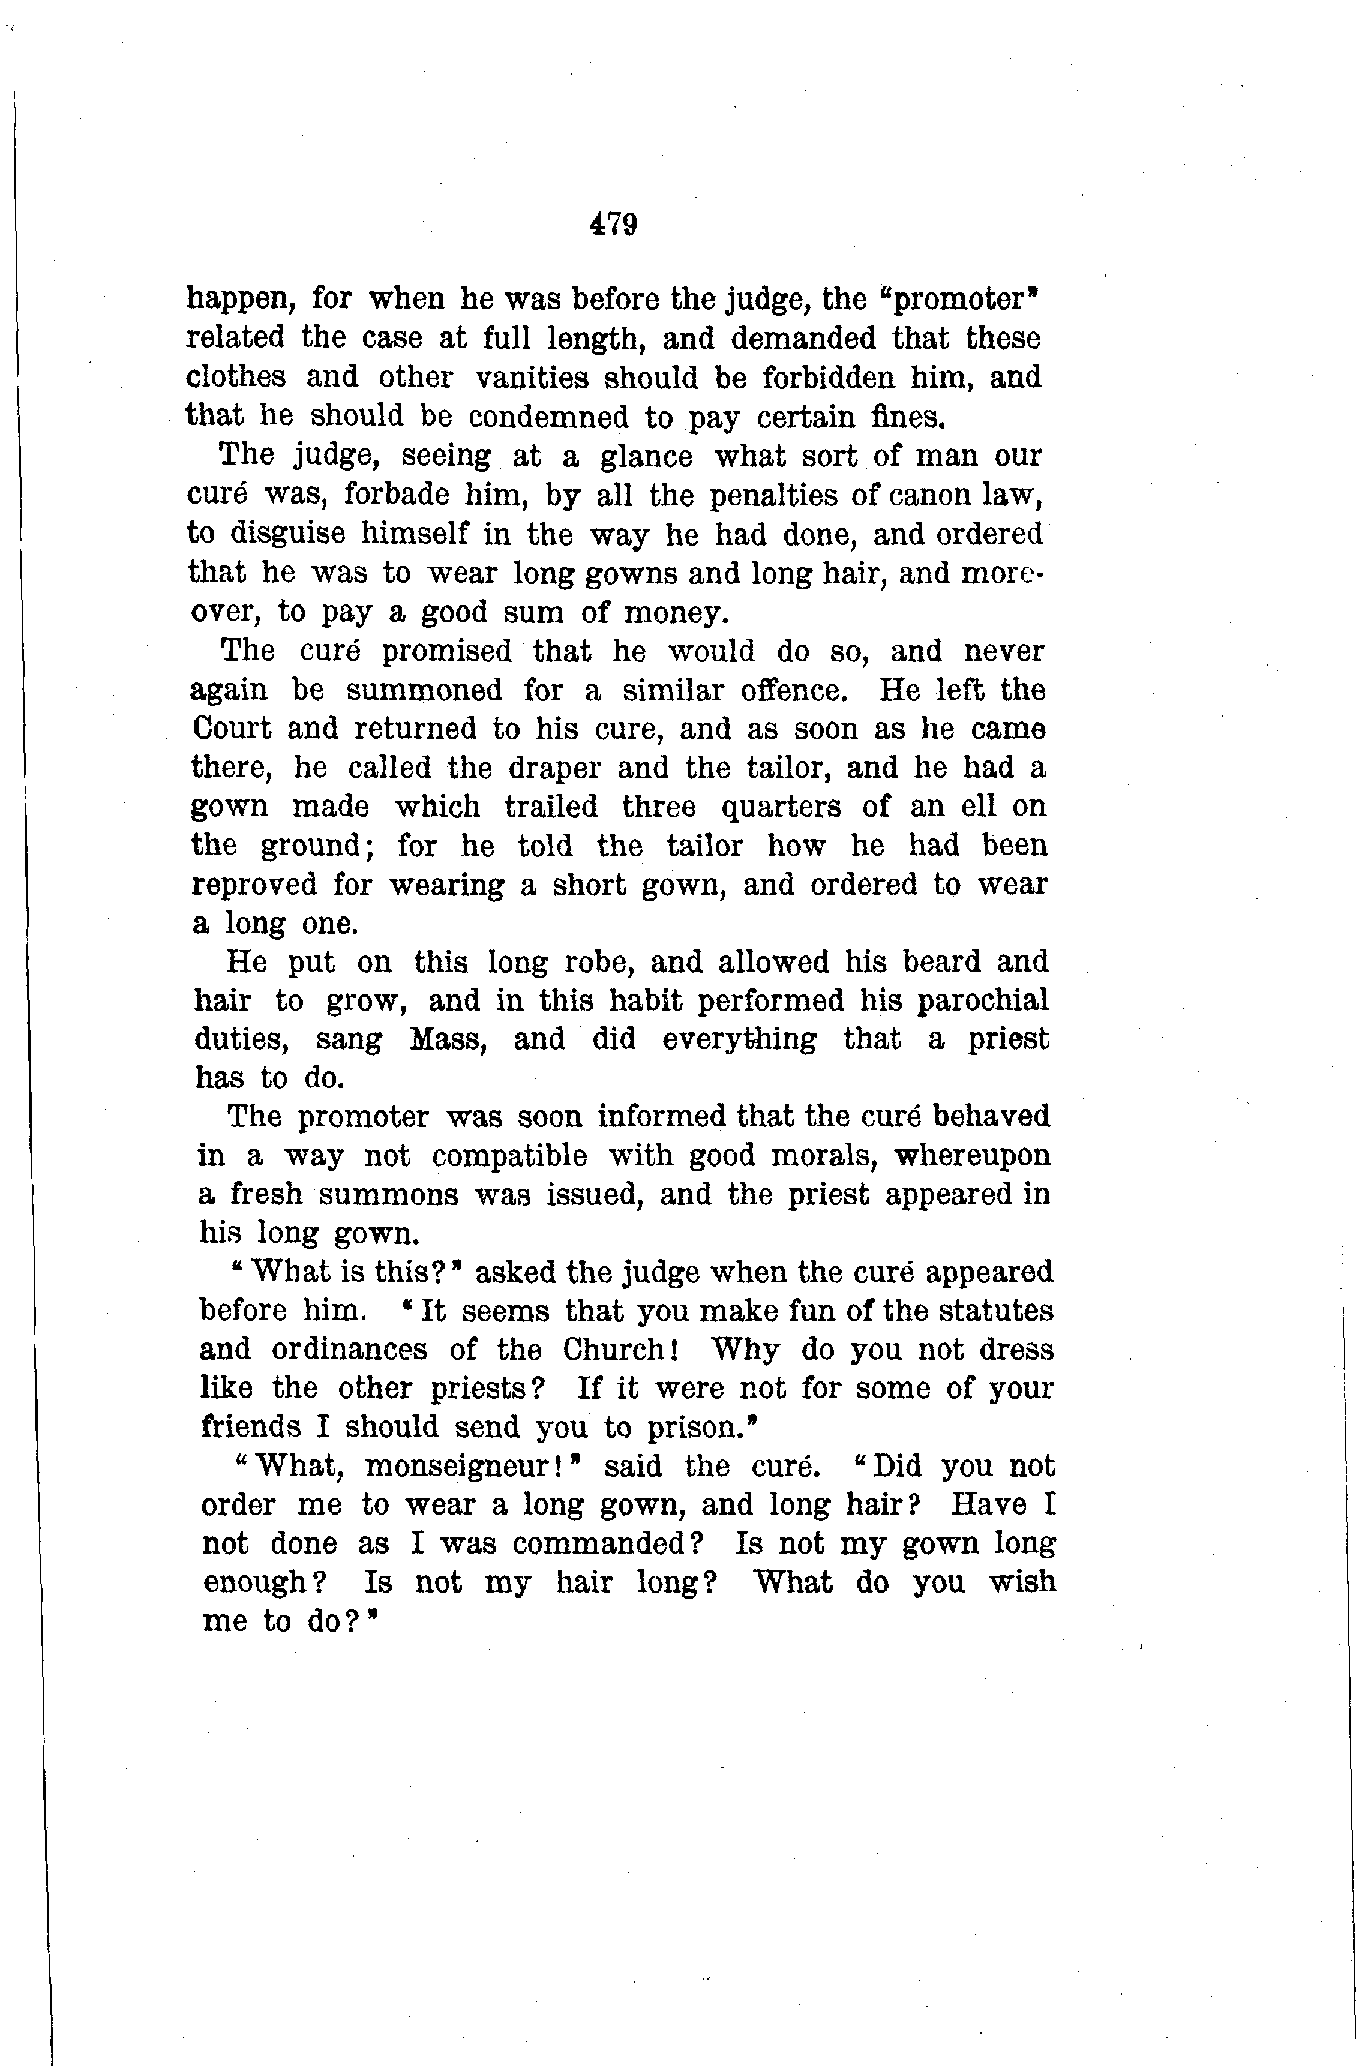 479
happen, for when he was before the judge, the "promoter"
related the case at full length, and demanded that these
clothes and other vanities should be forbidden him, and
that he should be condemned to pay certain fines.
The judge, seeing at a glance what sort of man our
curé was, forbade him, by all the penalties of canon law,
to disguise himself in the way he had done, and ordered
that he was to wear long gowns and long hair, and more-
over, to pay a good sum of money.
The curé promised that he would do so, and never
again be summoned for a similar offence. He left the
Court and returned to his cure, and as soon as he came
there, he called the draper and the tailor, and he had a
gown made which trailed three quarters of an ell on
the ground; for he told the tailor how he had been
reproved for wearing a short gown, and ordered to wear
a long one.
He put on this long robe, and allowed his beard and
hair to grow, and in this habit performed his parochial
duties, sang Mass, and did everything that a priest
has to do.
The promoter was soon informed that the curé behaved
in a way not compatible with good morals, whereupon
a fresh summons was issued, and the priest appeared in
his long gown.
"What is this?" asked the judge when the curé appeared
before him. "It seems that you make fun of the statutes
and ordinances of the Church! Why do you not dress
like the other priests? If it were not for some of your
friends I should send you to prison."
"What, monseigneur!" said the curé. "Did you not
order me to wear a long gown, and long hair? Have I
not done as I was commanded? Is not my gown long
enough? Is not my hair long? What do you wish
me to do?"